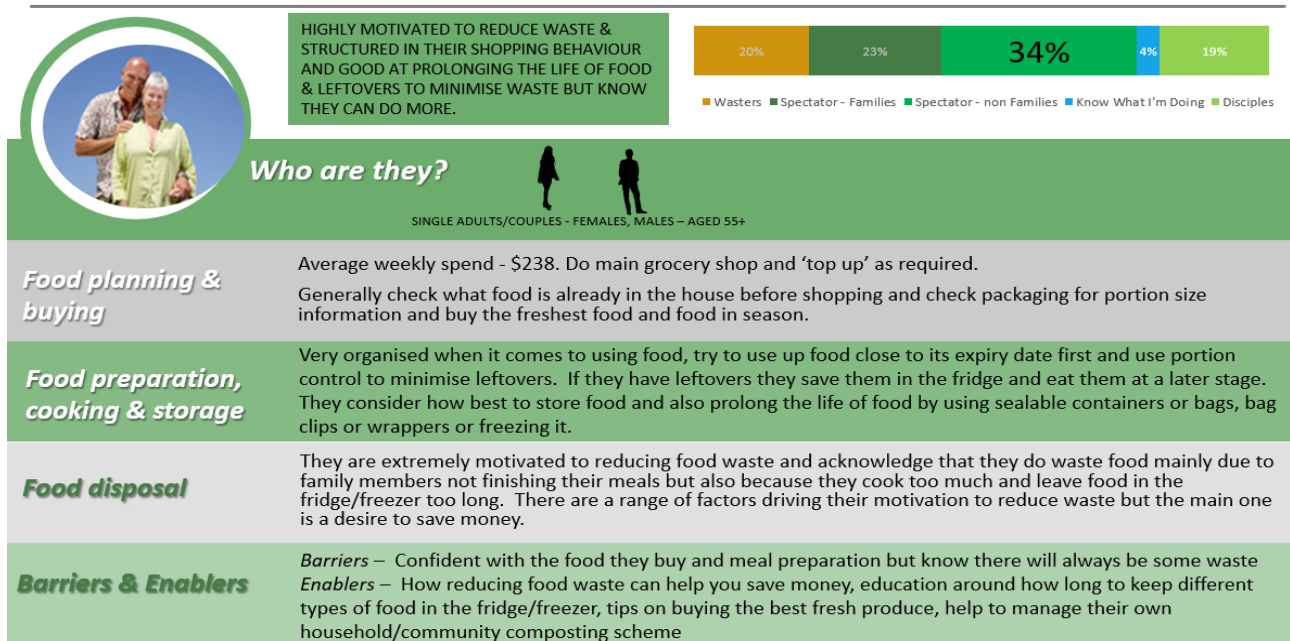 HIGHLY MOTIVATED TO REDUCE WASTE &
STRUCTURED IN THEIR SHOPPING BEHAVIOUR
AND GOOD AT PROLONGING THE LIFE OF FOOD
& LEFTOVERS TO MINIMISE WASTE BUT KNOW
THEY CAN DO MORE.
20% 23% 34% 4% 19%
Wasters Spectator - Families Spectator - non Families Know What I'm Doing Disciples
Who are they?
SINGLE ADULTS/COUPLES - FEMALES, MALES – AGED 55+
Food planning &
buying
Average weekly spend - $238. Do main grocery shop and ‘top up’ as required.
Generally check what food is already in the house before shopping and check packaging for portion size
information and buy the freshest food and food in season.
Food preparation,
cooking & storage
Very organised when it comes to using food, try to use up food close to its expiry date first and use portion
control to minimise leftovers.  If they have leftovers they save them in the fridge and eat them at a later stage.
They consider how best to store food and also prolong the life of food by using sealable containers or bags, bag
clips or wrappers or freezing it.
Food disposal
They are extremely motivated to reducing food waste and acknowledge that they do waste food mainly due to
family members not finishing their meals but also because they cook too much and leave food in the
fridge/freezer too long.  There are a range of factors driving their motivation to reduce waste but the main one
is a desire to save money.
Barriers & Enablers
Barriers –  Confident with the food they buy and meal preparation but know there will always be some waste
Enablers –  How reducing food waste can help you save money, education around how long to keep different
types of food in the fridge/freezer, tips on buying the best fresh produce, help to manage their own
household/community composting scheme